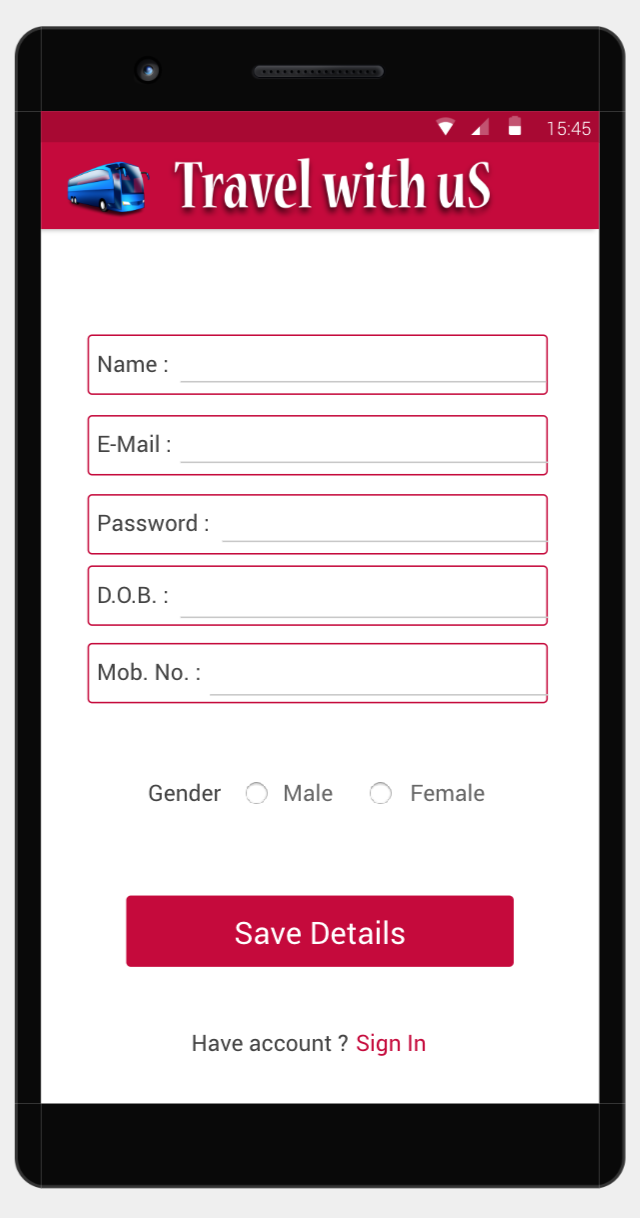 15:45
Travel with uS
Name :
E-Mail :
Password :
D.O.B. :
Mob. No. :
Gender Male Female
Save Details
Have account ? Sign In